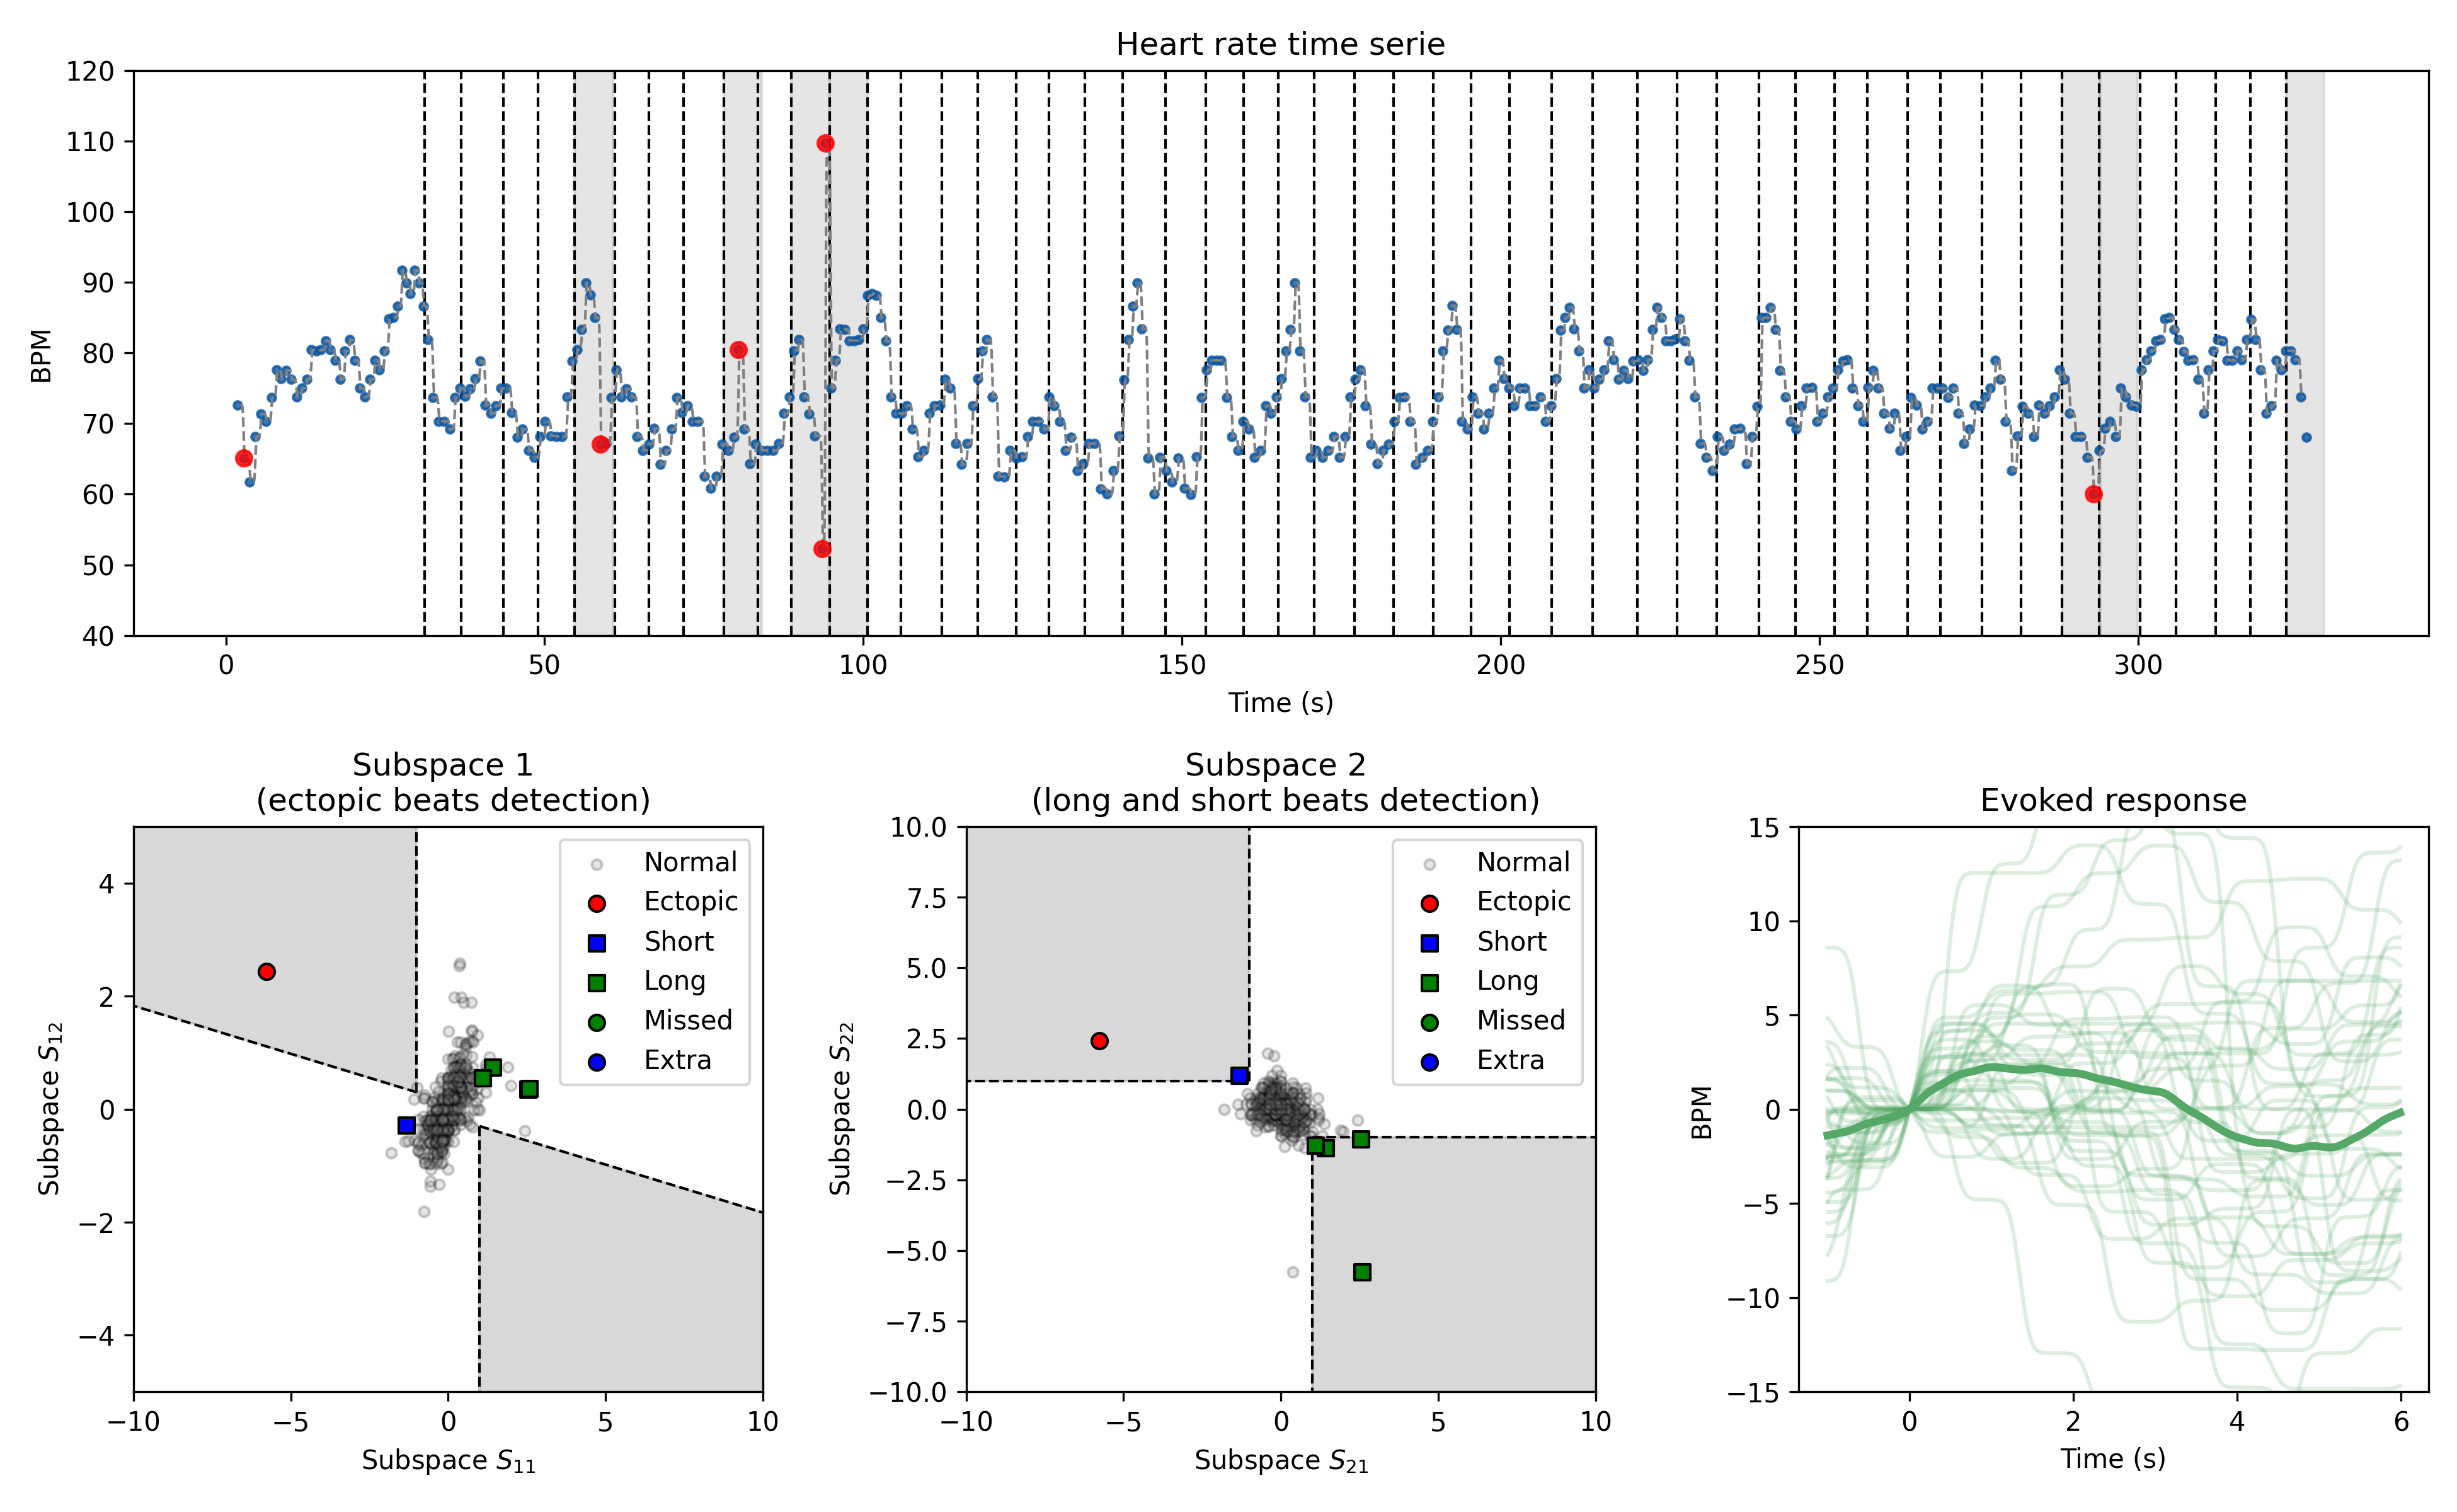 Heart rate time serie
120
110
100
90
80
70
60
50
40
BPM
0 50 100 150 200 250 300
Time (s)
Subspace 1
(ectopic beats detection)
4
2
0
−2
−4
Subspace S₁₂
Normal
Ectopic
Short
Long
Missed
Extra
−10 −5 0 5 10
Subspace S₁₁
Subspace 2
(long and short beats detection)
10.0
7.5
5.0
2.5
0.0
−2.5
−5.0
−7.5
−10.0
Subspace S₂₂
Normal
Ectopic
Short
Long
Missed
Extra
−10 −5 0 5 10
Subspace S₂₁
Evoked response
15
10
5
0
−5
−10
−15
BPM
0 2 4 6
Time (s)